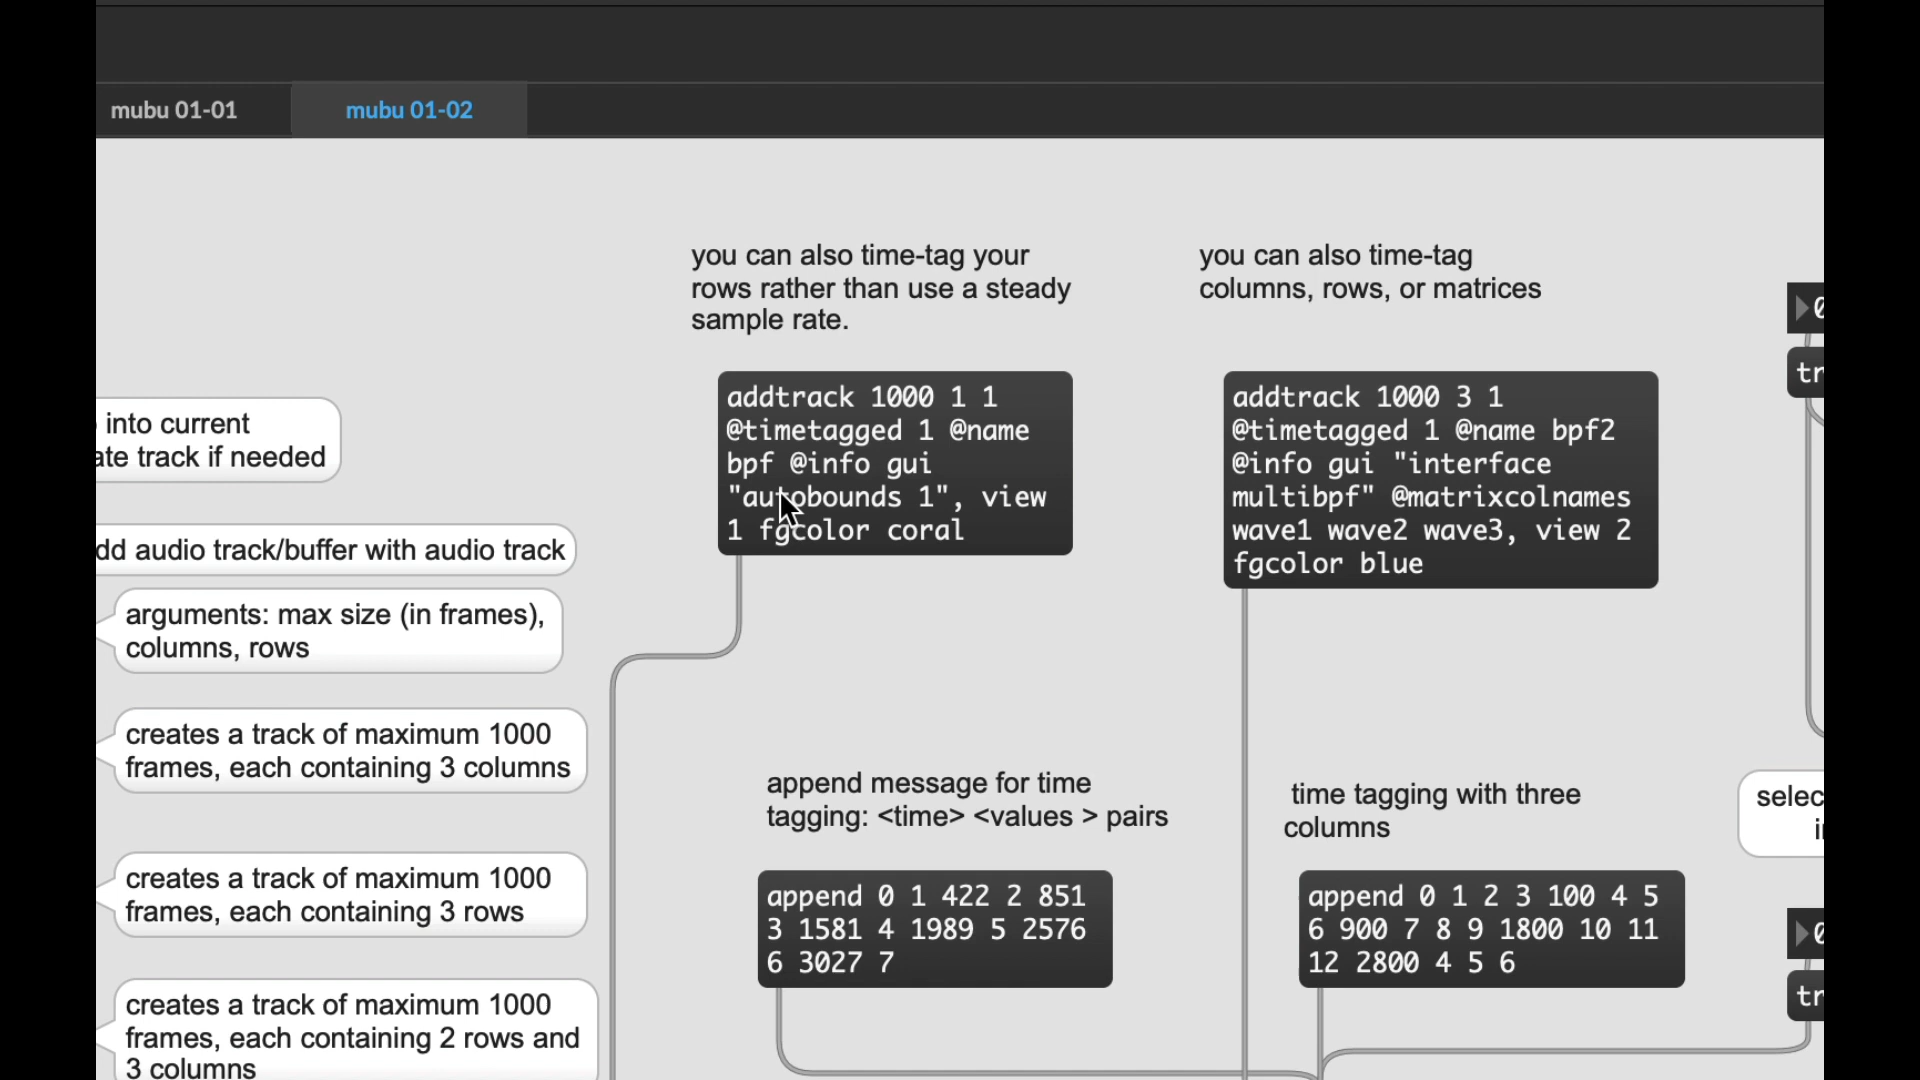 mubu 01-01
mubu 01-02
you can also time-tag your
rows rather than use a steady
sample rate.
you can also time-tag
columns, rows, or matrices
addtrack 1000 1 1
@timetagged 1 @name
bpf @info gui
"autobounds 1", view
1 fgcolor coral
addtrack 1000 3 1
@timetagged 1 @name bpf2
@info gui "interface
multibpf" @matrixcolnames
wave1 wave2 wave3, view 2
fgcolor blue
into current
track if needed
audio track/buffer with audio track
arguments: max size (in frames),
columns, rows
creates a track of maximum 1000
frames, each containing 3 columns
creates a track of maximum 1000
frames, each containing 3 rows
creates a track of maximum 1000
frames, each containing 2 rows and
3 columns
append message for time
tagging: <time> <values > pairs
append 0 1 422 2 851
3 1581 4 1989 5 2576
6 3027 7
time tagging with three
columns
append 0 1 2 3 100 4 5
6 900 7 8 9 1800 10 11
12 2800 4 5 6